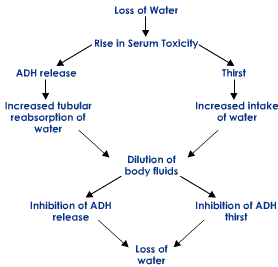 Loss of Water
Rise in Serum Toxicity
ADH release
Thirst
Increased tubular
reabsorption of
water
Increased intake
of water
Dilution of
body fluids
Inhibition of ADH
release
Inhibition of ADH
thirst
Loss of
water